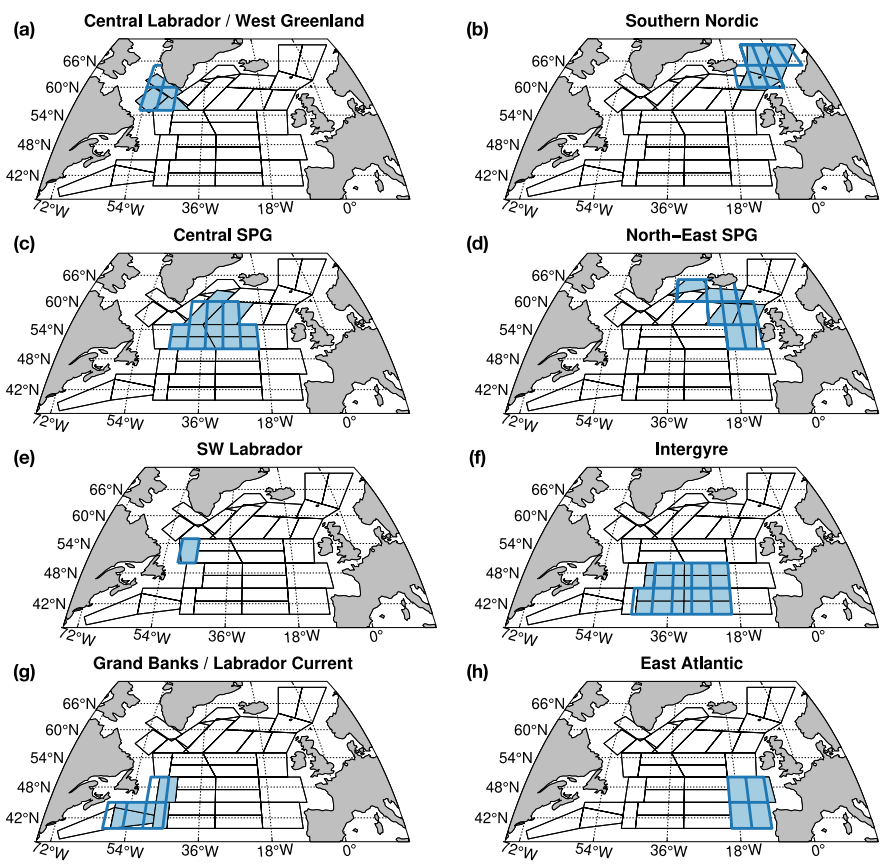 (a) Central Labrador / West Greenland
66°N
60°N
54°N
48°N
42°N
72°W 54°W 36°W 18°W 0°
(b) Southern Nordic
66°N
60°N
54°N
48°N
42°N
72°W 54°W 36°W 18°W 0°
(c) Central SPG
66°N
60°N
54°N
48°N
42°N
72°W 54°W 36°W 18°W 0°
(d) North–East SPG
66°N
60°N
54°N
48°N
42°N
72°W 54°W 36°W 18°W 0°
(e) SW Labrador
66°N
60°N
54°N
48°N
42°N
72°W 54°W 36°W 18°W 0°
(f) Intergyre
66°N
60°N
54°N
48°N
42°N
72°W 54°W 36°W 18°W 0°
(g) Grand Banks / Labrador Current
66°N
60°N
54°N
48°N
42°N
72°W 54°W 36°W 18°W 0°
(h) East Atlantic
66°N
60°N
54°N
48°N
42°N
72°W 54°W 36°W 18°W 0°